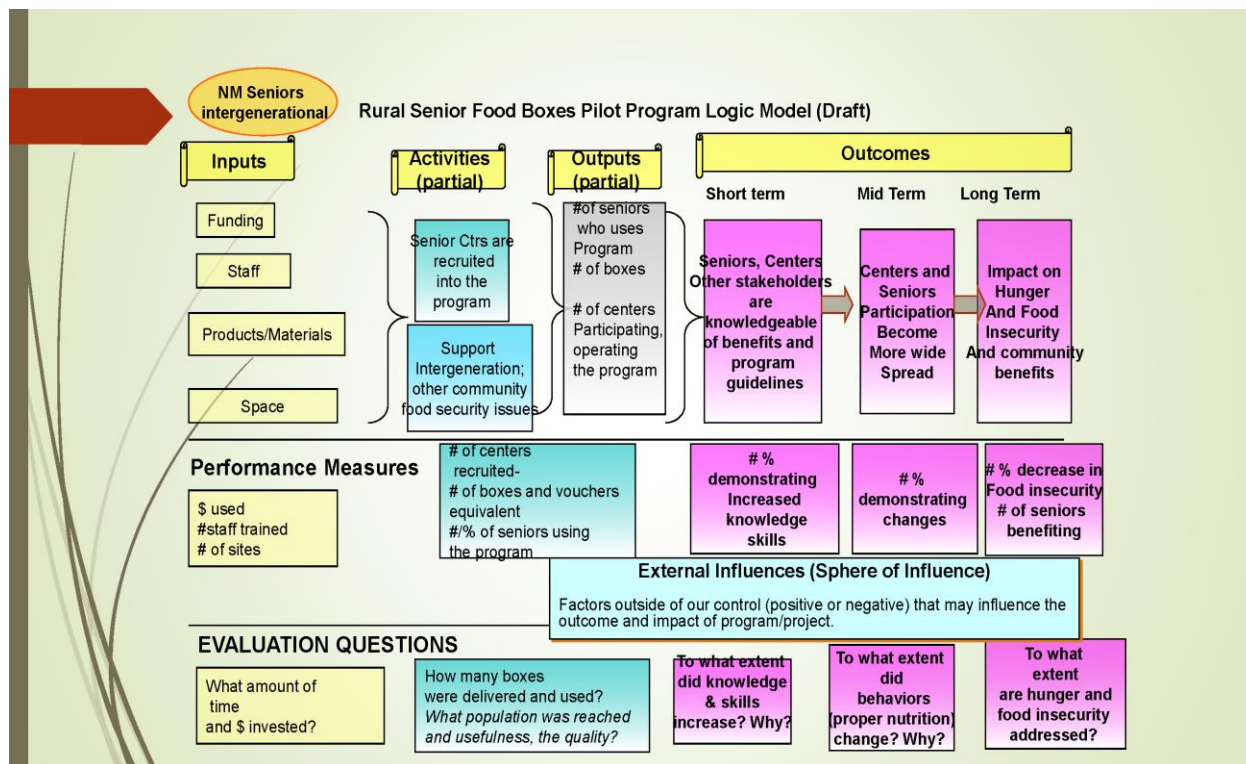 NM Seniors
intergenerational
Rural Senior Food Boxes Pilot Program Logic Model (Draft)
Inputs
Activities
(partial)
Outputs
(partial)
Outcomes
Short term
Mid Term
Long Term
Funding
Staff
Products/Materials
Space
Senior Ctrs are
recruited
into the
program
Support
Intergeneration;
other community
food security issues
#of seniors
who uses
Program
# of boxes
# of centers
Participating,
operating
the program
Seniors, Centers
Other stakeholders
are
knowledgeable
of benefits and
program
guidelines
Centers and
Seniors
Participation
Become
More wide
Spread
Impact on
Hunger
And Food
Insecurity
And community
benefits
Performance Measures
$ used
#staff trained
# of sites
# of centers
recruited-
# of boxes and vouchers
equivalent
#/% of seniors using
the program
# %
demonstrating
Increased
knowledge
skills
# %
demonstrating
changes
# % decrease in
Food insecurity
# of seniors
benefiting
External Influences (Sphere of Influence)
Factors outside of our control (positive or negative) that may influence the
outcome and impact of program/project.
EVALUATION QUESTIONS
What amount of
time
and $ invested?
How many boxes
were delivered and used?
What population was reached
and usefulness, the quality?
To what extent
did knowledge
& skills
increase? Why?
To what extent
did
behaviors
(proper nutrition)
change? Why?
To what
extent
are hunger and
food insecurity
addressed?